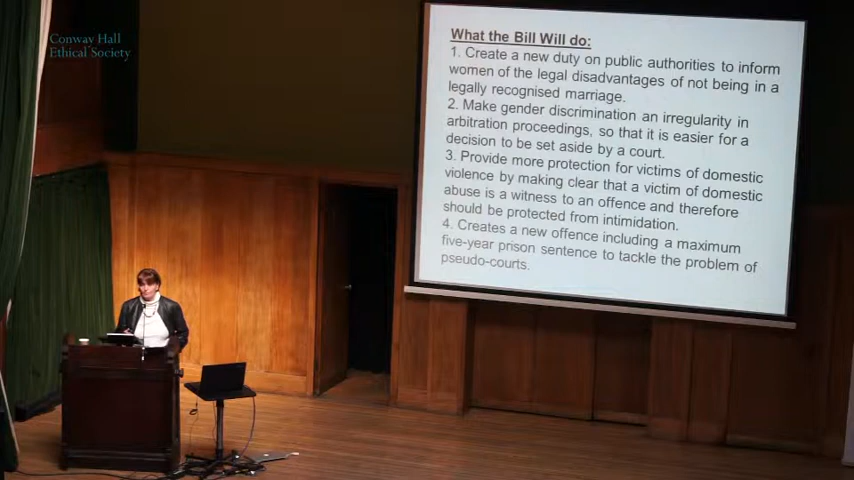 Conway Hall
Ethical Society
What the Bill Will do:
1. Create a new duty on public authorities to inform
women of the legal disadvantages of not being in a
legally recognised marriage.
2. Make gender discrimination an irregularity in
arbitration proceedings, so that it is easier for a
decision to be set aside by a court.
3. Provide more protection for victims of domestic
violence by making clear that a victim of domestic
abuse is a witness to an offence and therefore
should be protected from intimidation.
4. Creates a new offence including a maximum
five-year prison sentence to tackle the problem of
pseudo-courts.